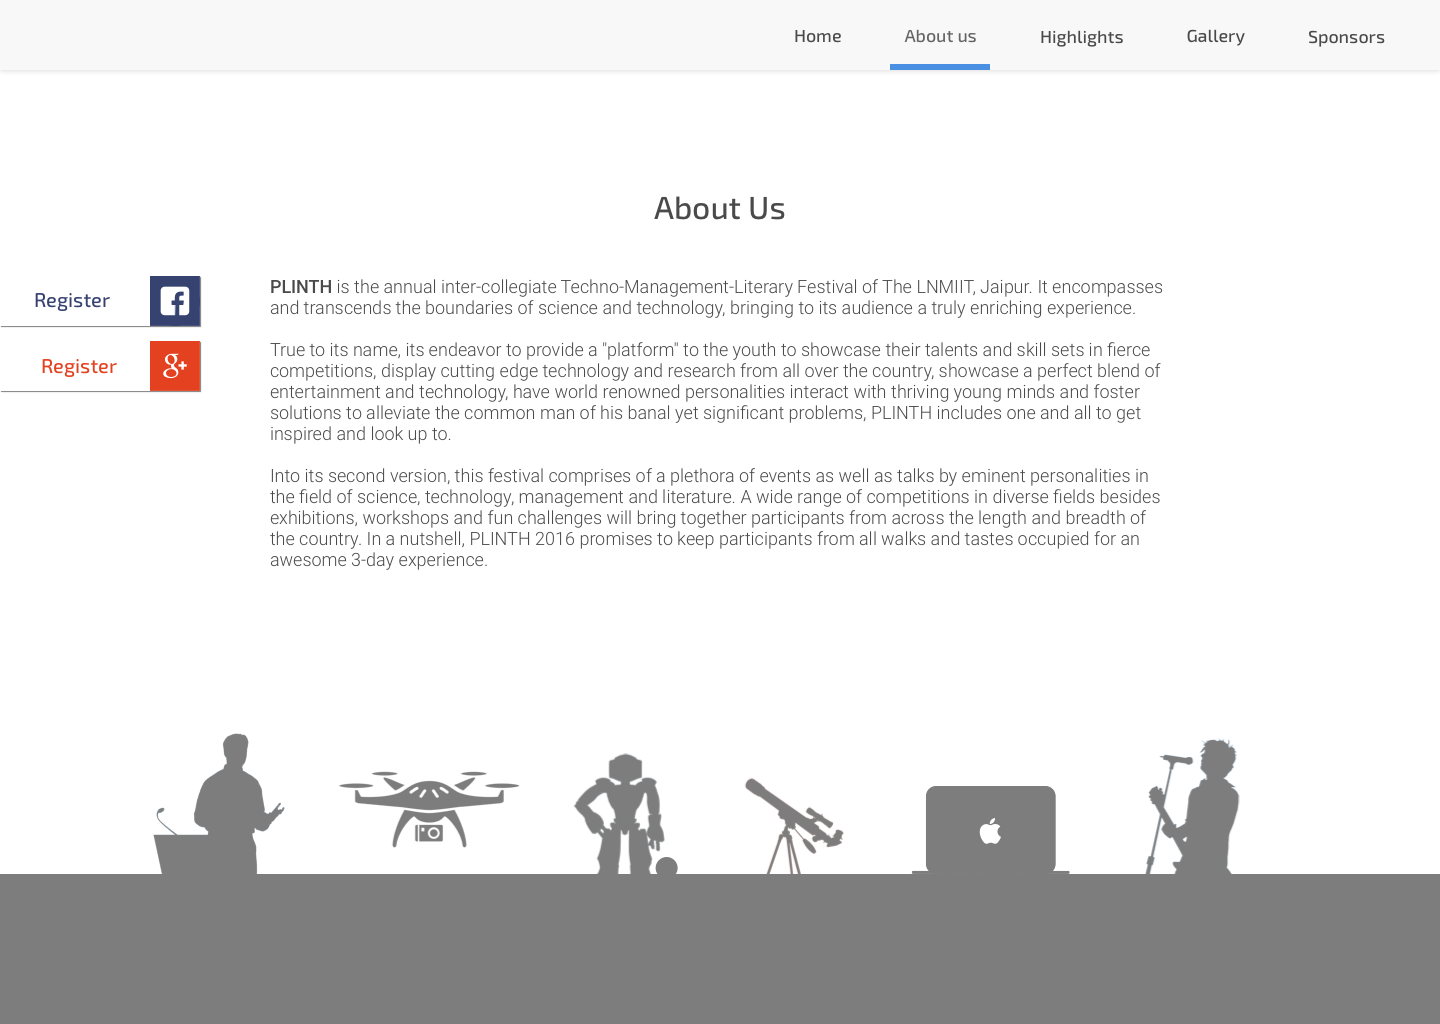 Home About us Highlights Gallery Sponsors
About Us
Register
Register
PLINTH is the annual inter-collegiate Techno-Management-Literary Festival of The LNMIIT, Jaipur. It encompasses
and transcends the boundaries of science and technology, bringing to its audience a truly enriching experience.
True to its name, its endeavor to provide a "platform" to the youth to showcase their talents and skill sets in fierce
competitions, display cutting edge technology and research from all over the country, showcase a perfect blend of
entertainment and technology, have world renowned personalities interact with thriving young minds and foster
solutions to alleviate the common man of his banal yet significant problems, PLINTH includes one and all to get
inspired and look up to.
Into its second version, this festival comprises of a plethora of events as well as talks by eminent personalities in
the field of science, technology, management and literature. A wide range of competitions in diverse fields besides
exhibitions, workshops and fun challenges will bring together participants from across the length and breadth of
the country. In a nutshell, PLINTH 2016 promises to keep participants from all walks and tastes occupied for an
awesome 3-day experience.